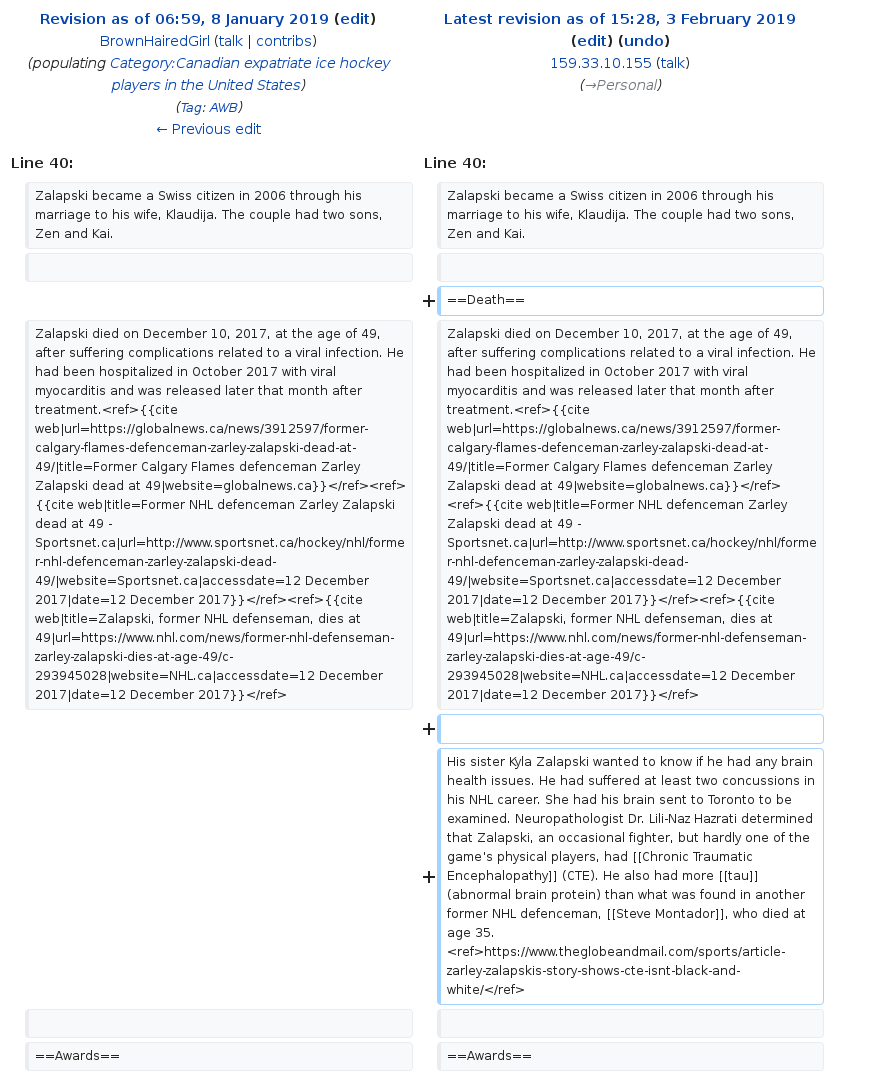 Revision as of 06:59, 8 January 2019 (edit)
BrownHairedGirl (talk | contribs)
(populating Category:Canadian expatriate ice hockey
players in the United States)
(Tag: AWB)
← Previous edit
Latest revision as of 15:28, 3 February 2019
(edit) (undo)
159.33.10.155 (talk)
(→Personal)
Line 40:
Line 40:
Zalapski became a Swiss citizen in 2006 through his
marriage to his wife, Klaudija. The couple had two sons,
Zen and Kai.
Zalapski became a Swiss citizen in 2006 through his
marriage to his wife, Klaudija. The couple had two sons,
Zen and Kai.
+ ==Death==
Zalapski died on December 10, 2017, at the age of 49,
after suffering complications related to a viral infection. He
had been hospitalized in October 2017 with viral
myocarditis and was released later that month after
treatment.<ref>{{cite
web|url=https://globalnews.ca/news/3912597/former-
calgary-flames-defenceman-zarley-zalapski-dead-at-
49/|title=Former Calgary Flames defenceman Zarley
Zalapski dead at 49|website=globalnews.ca}}</ref><ref>
{{cite web|title=Former NHL defenceman Zarley Zalapski
dead at 49 -
Sportsnet.ca|url=http://www.sportsnet.ca/hockey/nhl/forme
r-nhl-defenceman-zarley-zalapski-dead-
49/|website=Sportsnet.ca|accessdate=12 December
2017|date=12 December 2017}}</ref><ref>{{cite
web|title=Zalapski, former NHL defenseman, dies at
49|url=https://www.nhl.com/news/former-nhl-defenseman-
zarley-zalapski-dies-at-age-49/c-
293945028|website=NHL.ca|accessdate=12 December
2017|date=12 December 2017}}</ref>
Zalapski died on December 10, 2017, at the age of 49,
after suffering complications related to a viral infection. He
had been hospitalized in October 2017 with viral
myocarditis and was released later that month after
treatment.<ref>{{cite
web|url=https://globalnews.ca/news/3912597/former-
calgary-flames-defenceman-zarley-zalapski-dead-at-
49/|title=Former Calgary Flames defenceman Zarley
Zalapski dead at 49|website=globalnews.ca}}</ref>
<ref>{{cite web|title=Former NHL defenceman Zarley
Zalapski dead at 49 -
Sportsnet.ca|url=http://www.sportsnet.ca/hockey/nhl/forme
r-nhl-defenceman-zarley-zalapski-dead-
49/|website=Sportsnet.ca|accessdate=12 December
2017|date=12 December 2017}}</ref><ref>{{cite
web|title=Zalapski, former NHL defenseman, dies at
49|url=https://www.nhl.com/news/former-nhl-defenseman-
zarley-zalapski-dies-at-age-49/c-
293945028|website=NHL.ca|accessdate=12 December
2017|date=12 December 2017}}</ref>
+
His sister Kyla Zalapski wanted to know if he had any brain
health issues. He had suffered at least two concussions in
his NHL career. She had his brain sent to Toronto to be
examined. Neuropathologist Dr. Lili-Naz Hazrati determined
that Zalapski, an occasional fighter, but hardly one of the
game's physical players, had [[Chronic Traumatic
+ Encephalopathy]] (CTE). He also had more [[tau]]
(abnormal brain protein) than what was found in another
former NHL defenceman, [[Steve Montador]], who died at
age 35.
<ref>https://www.theglobeandmail.com/sports/article-
zarley-zalapskis-story-shows-cte-isnt-black-and-
white/</ref>
==Awards==
==Awards==